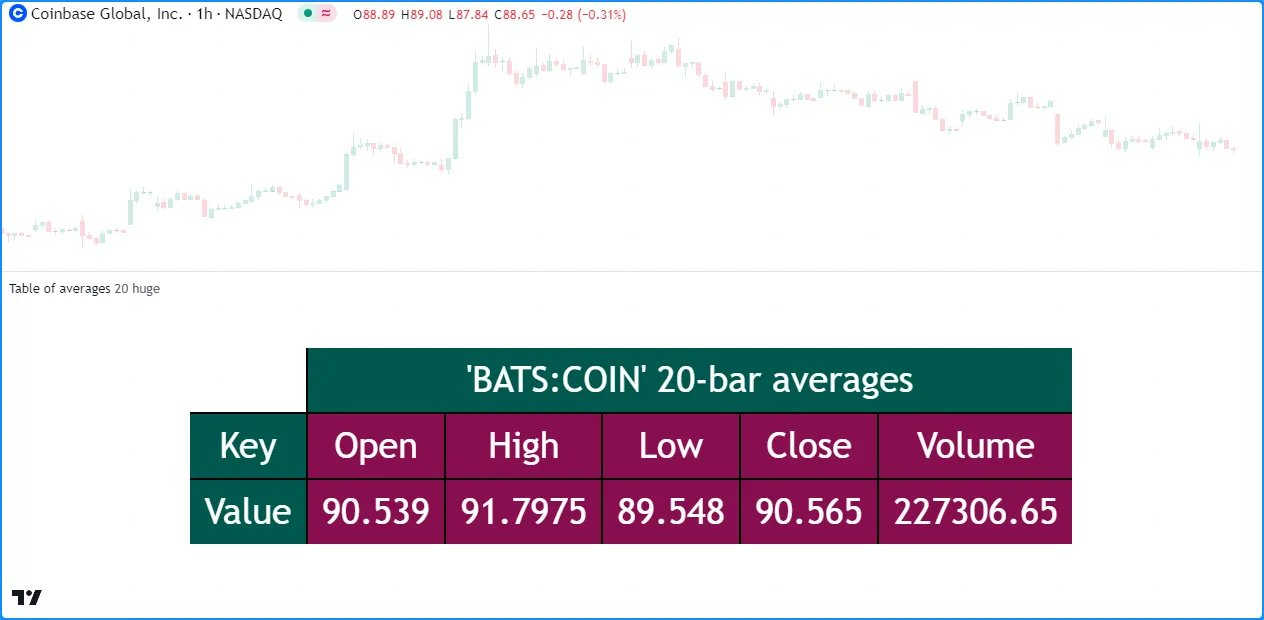 Coinbase Global, Inc. · 1h · NASDAQ ≈ O88.89 H89.08 L87.84 C88.65 −0.28 (−0.31%)
Table of averages 20 huge
'BATS:COIN' 20-bar averages
Key Open High Low Close Volume
Value 90.539 91.7975 89.548 90.565 227306.65